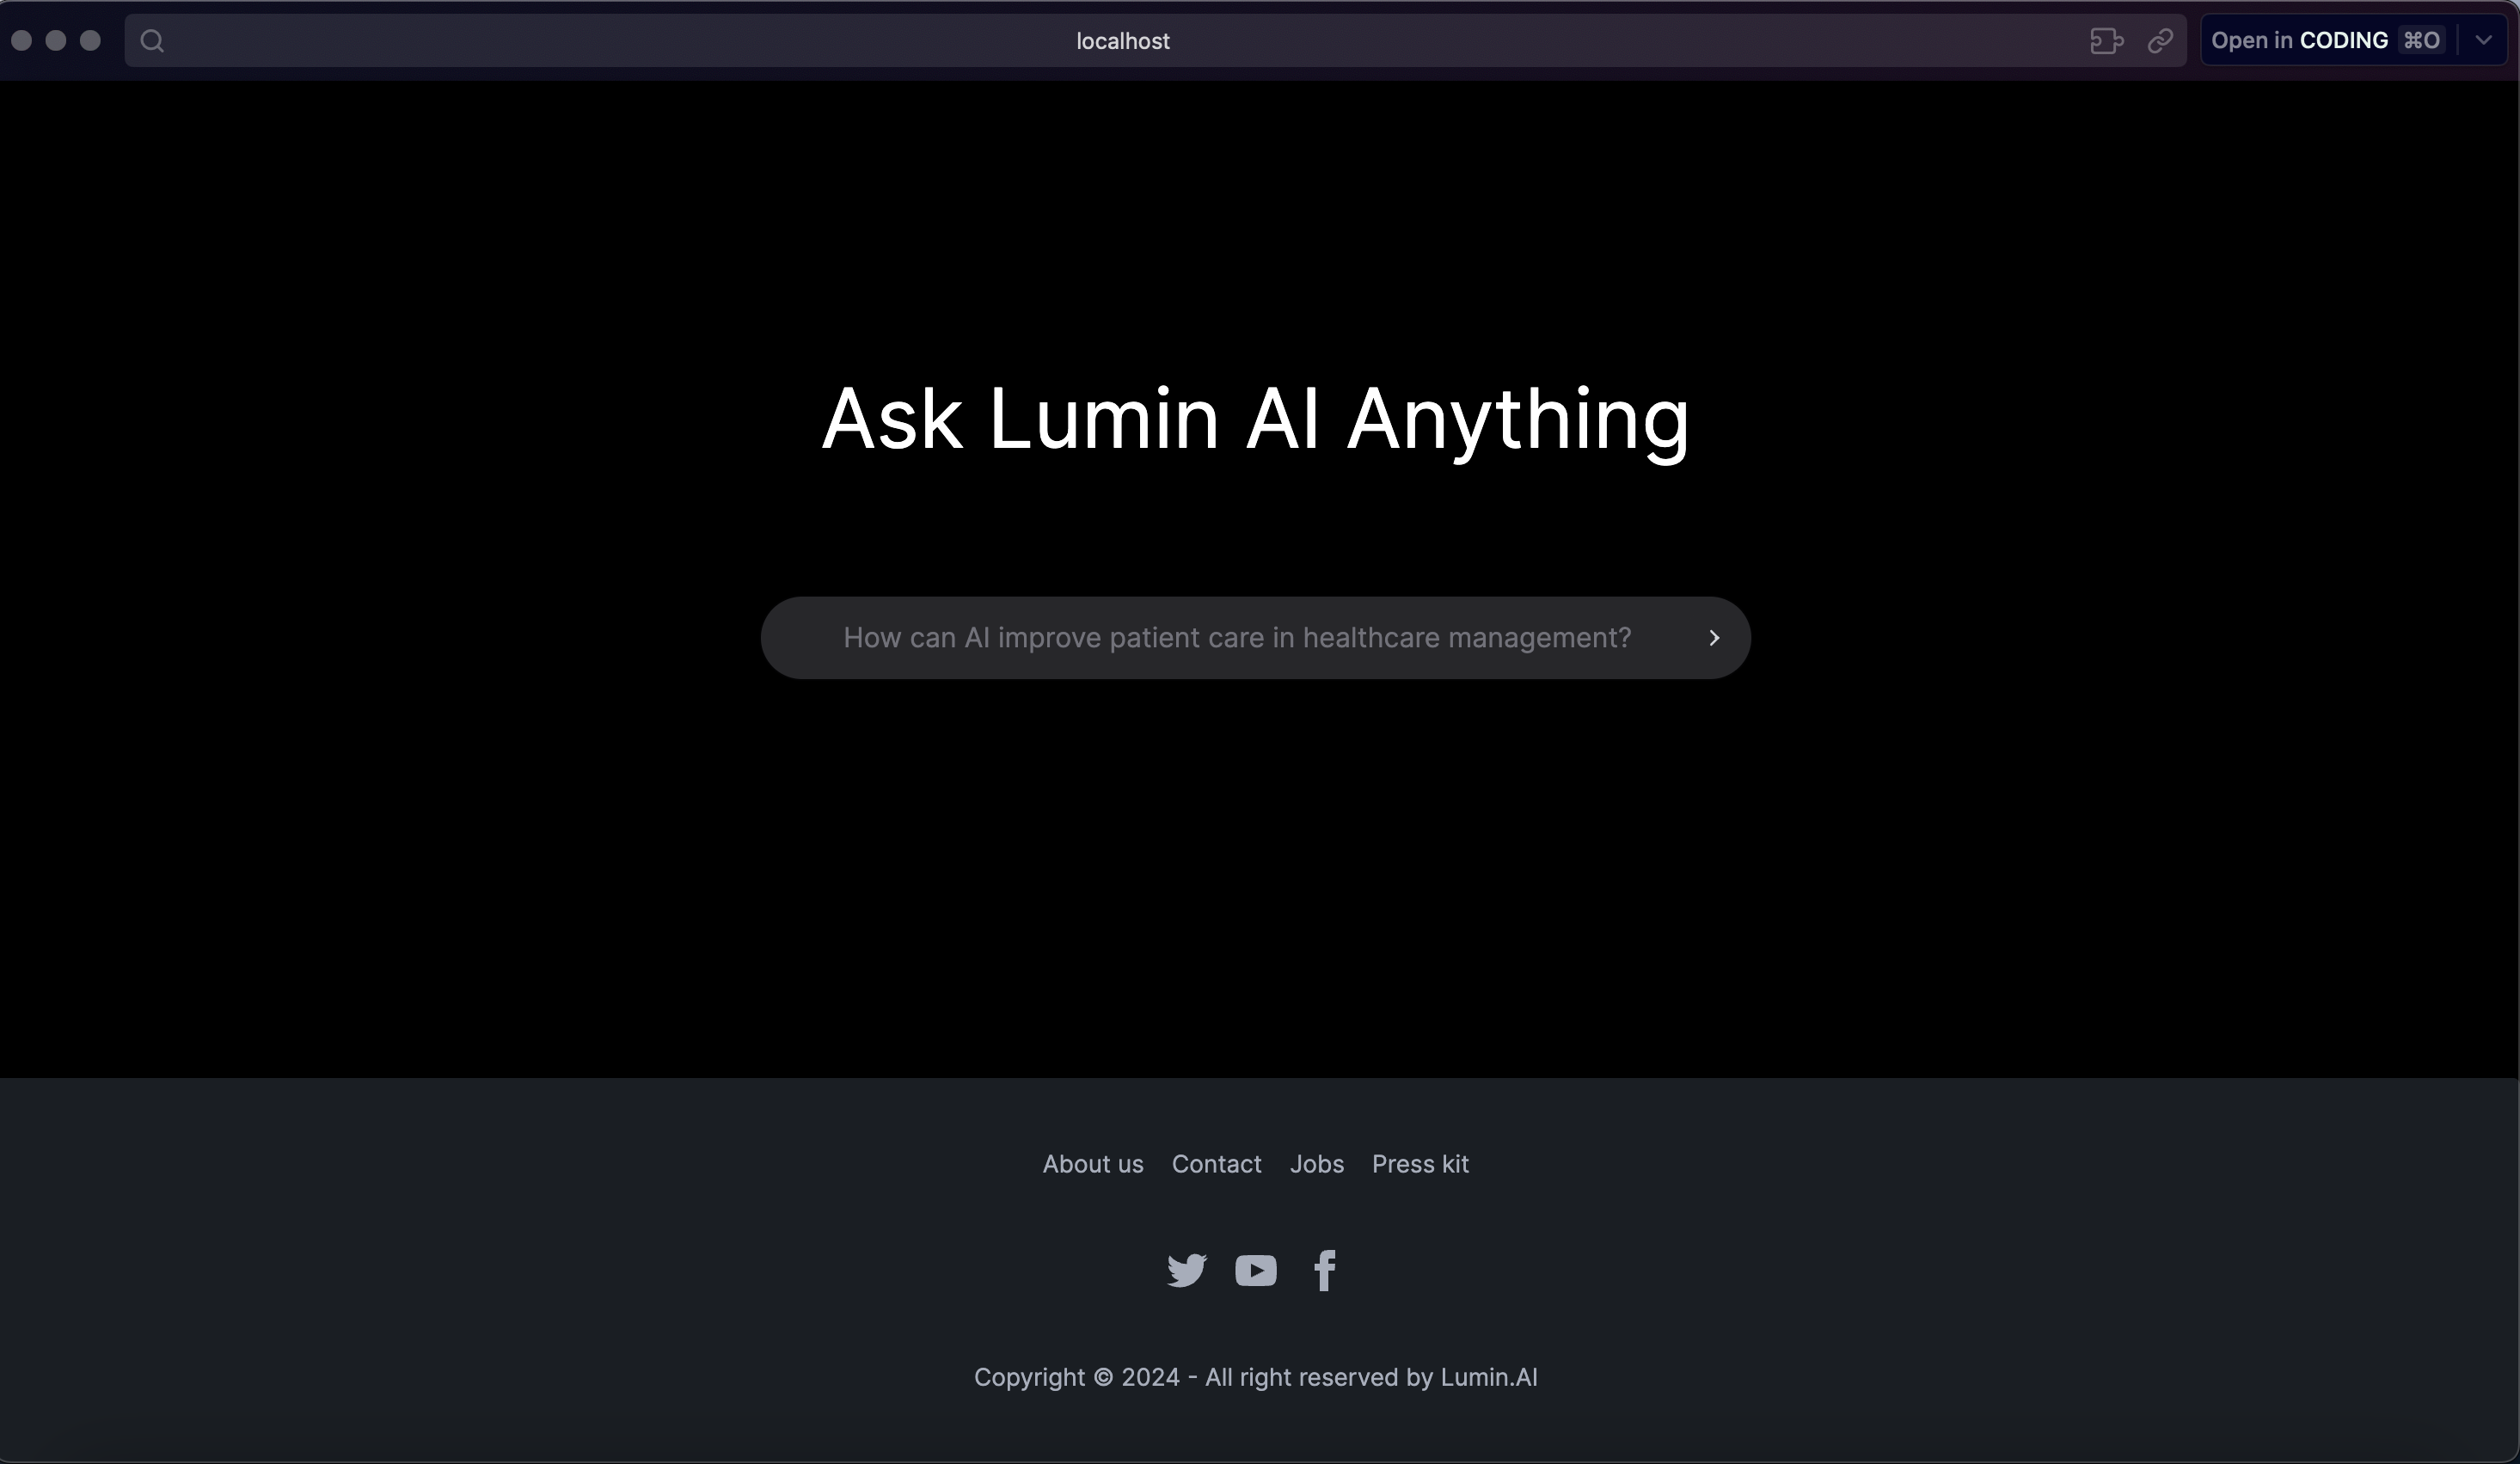 localhost
Open in CODING ⌘O
Ask Lumin AI Anything
How can AI improve patient care in healthcare management?
About us Contact Jobs Press kit
Copyright © 2024 - All right reserved by Lumin.AI